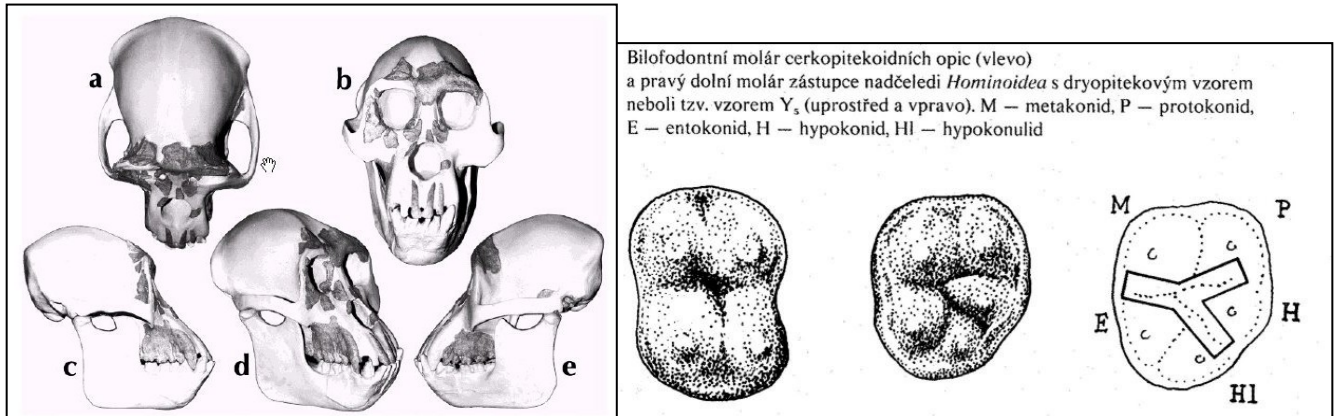 a
b
c
d
e
Bilofodontní molár cerkopitekoidních opic (vlevo)
a pravý dolní molár zástupce nadčeledi Hominoidea s dryopitekovým vzorem
neboli tzv. vzorem Y₅ (uprostřed a vpravo). M — metakonid, P — protokonid,
E — entokonid, H — hypokonid, Hl — hypokonulid
M
P
E
H
Hl